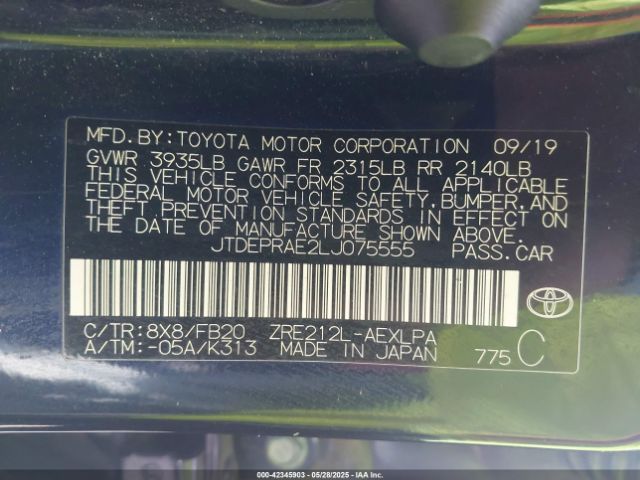 MFD.BY:TOYOTA MOTOR CORPORATION 09/19
GVWR 3935LB GAWR FR 2315LB RR 2140LB
THIS VEHICLE CONFORMS TO ALL APPLICABLE
FEDERAL MOTOR VEHICLE SAFETY,BUMPER,AND
THEFT PREVENTION STANDARDS IN EFFECT ON
THE DATE OF MANUFACTURE SHOWN ABOVE.
JTDEPRAE2LJ075555 PASS.CAR
C/TR:8X8/FB20 ZRE212L-AEXLPA
A/TM:-05A/K313 MADE IN JAPAN 775 C
000-42345903 - 05/28/2025 - IAA, Inc.